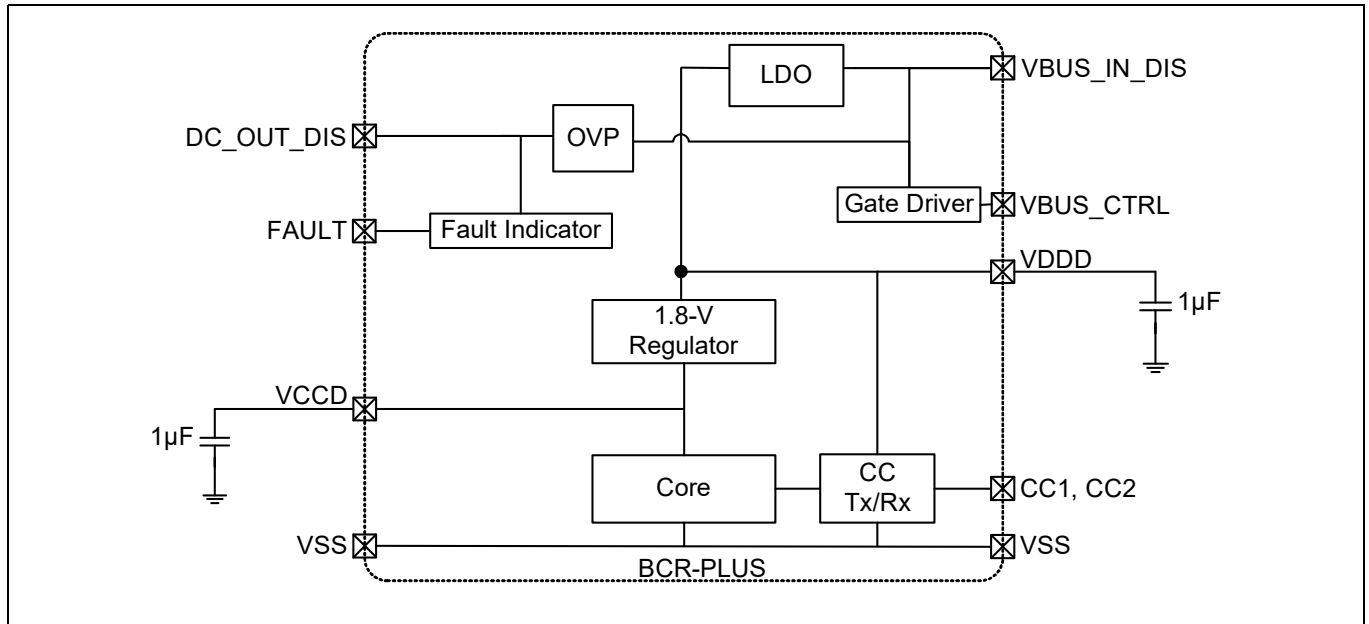 LDO
VBUS_IN_DIS
DC_OUT_DIS
OVP
Gate Driver
VBUS_CTRL
FAULT
Fault Indicator
VDDD
1µF
1.8-V
Regulator
VCCD
1µF
Core
CC
Tx/Rx
CC1, CC2
VSS
VSS
BCR-PLUS